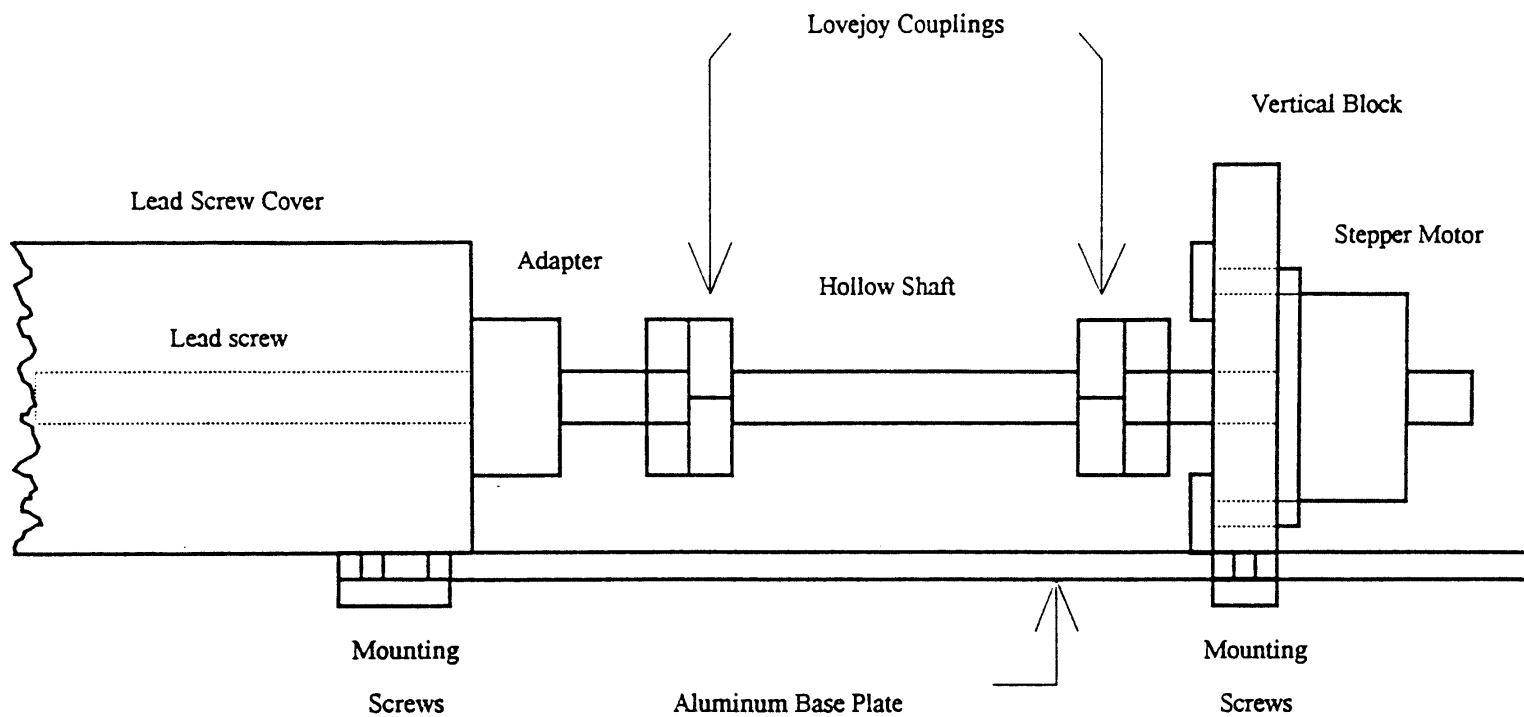 Lovejoy Couplings
Vertical Block
Lead Screw Cover
Stepper Motor
Adapter
Hollow Shaft
Lead screw
Mounting
Screws
Aluminum Base Plate
Mounting
Screws